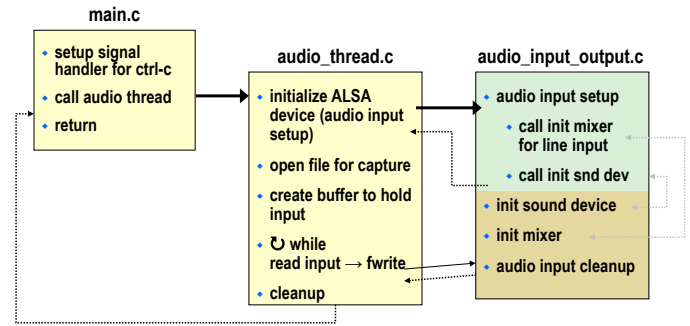 main.c
setup signal
handler for ctrl-c
call audio thread
return
audio_thread.c
initialize ALSA
device (audio input
setup)
open file for capture
create buffer to hold
input
↻ while
read input → fwrite
cleanup
audio_input_output.c
audio input setup
call init mixer
for line input
call init snd dev
init sound device
init mixer
audio input cleanup